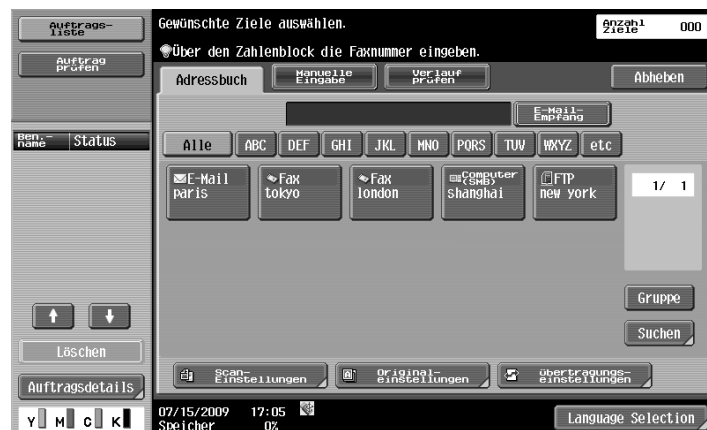 Auftrags-
liste
Auftrag
prüfen
Ben.-
name Status
Löschen
Auftragsdetails
Y M C K
Gewünschte Ziele auswählen.
Anzahl
Ziele 000
Über den Zahlenblock die Faxnummer eingeben.
Adressbuch
Manuelle
Eingabe
Verlauf
prüfen
Abheben
E-Mail-
Empfang
Alle ABC DEF GHI JKL MNO PQRS TUV WXYZ etc
E-Mail
paris
Fax
tokyo
Fax
london
Computer
(SMB)
shanghai
FTP
new york
1/ 1
Gruppe
Suchen
Scan-
Einstellungen
Original-
einstellungen
übertragungs-
einstellungen
07/15/2009 17:05
Speicher 0%
Language Selection